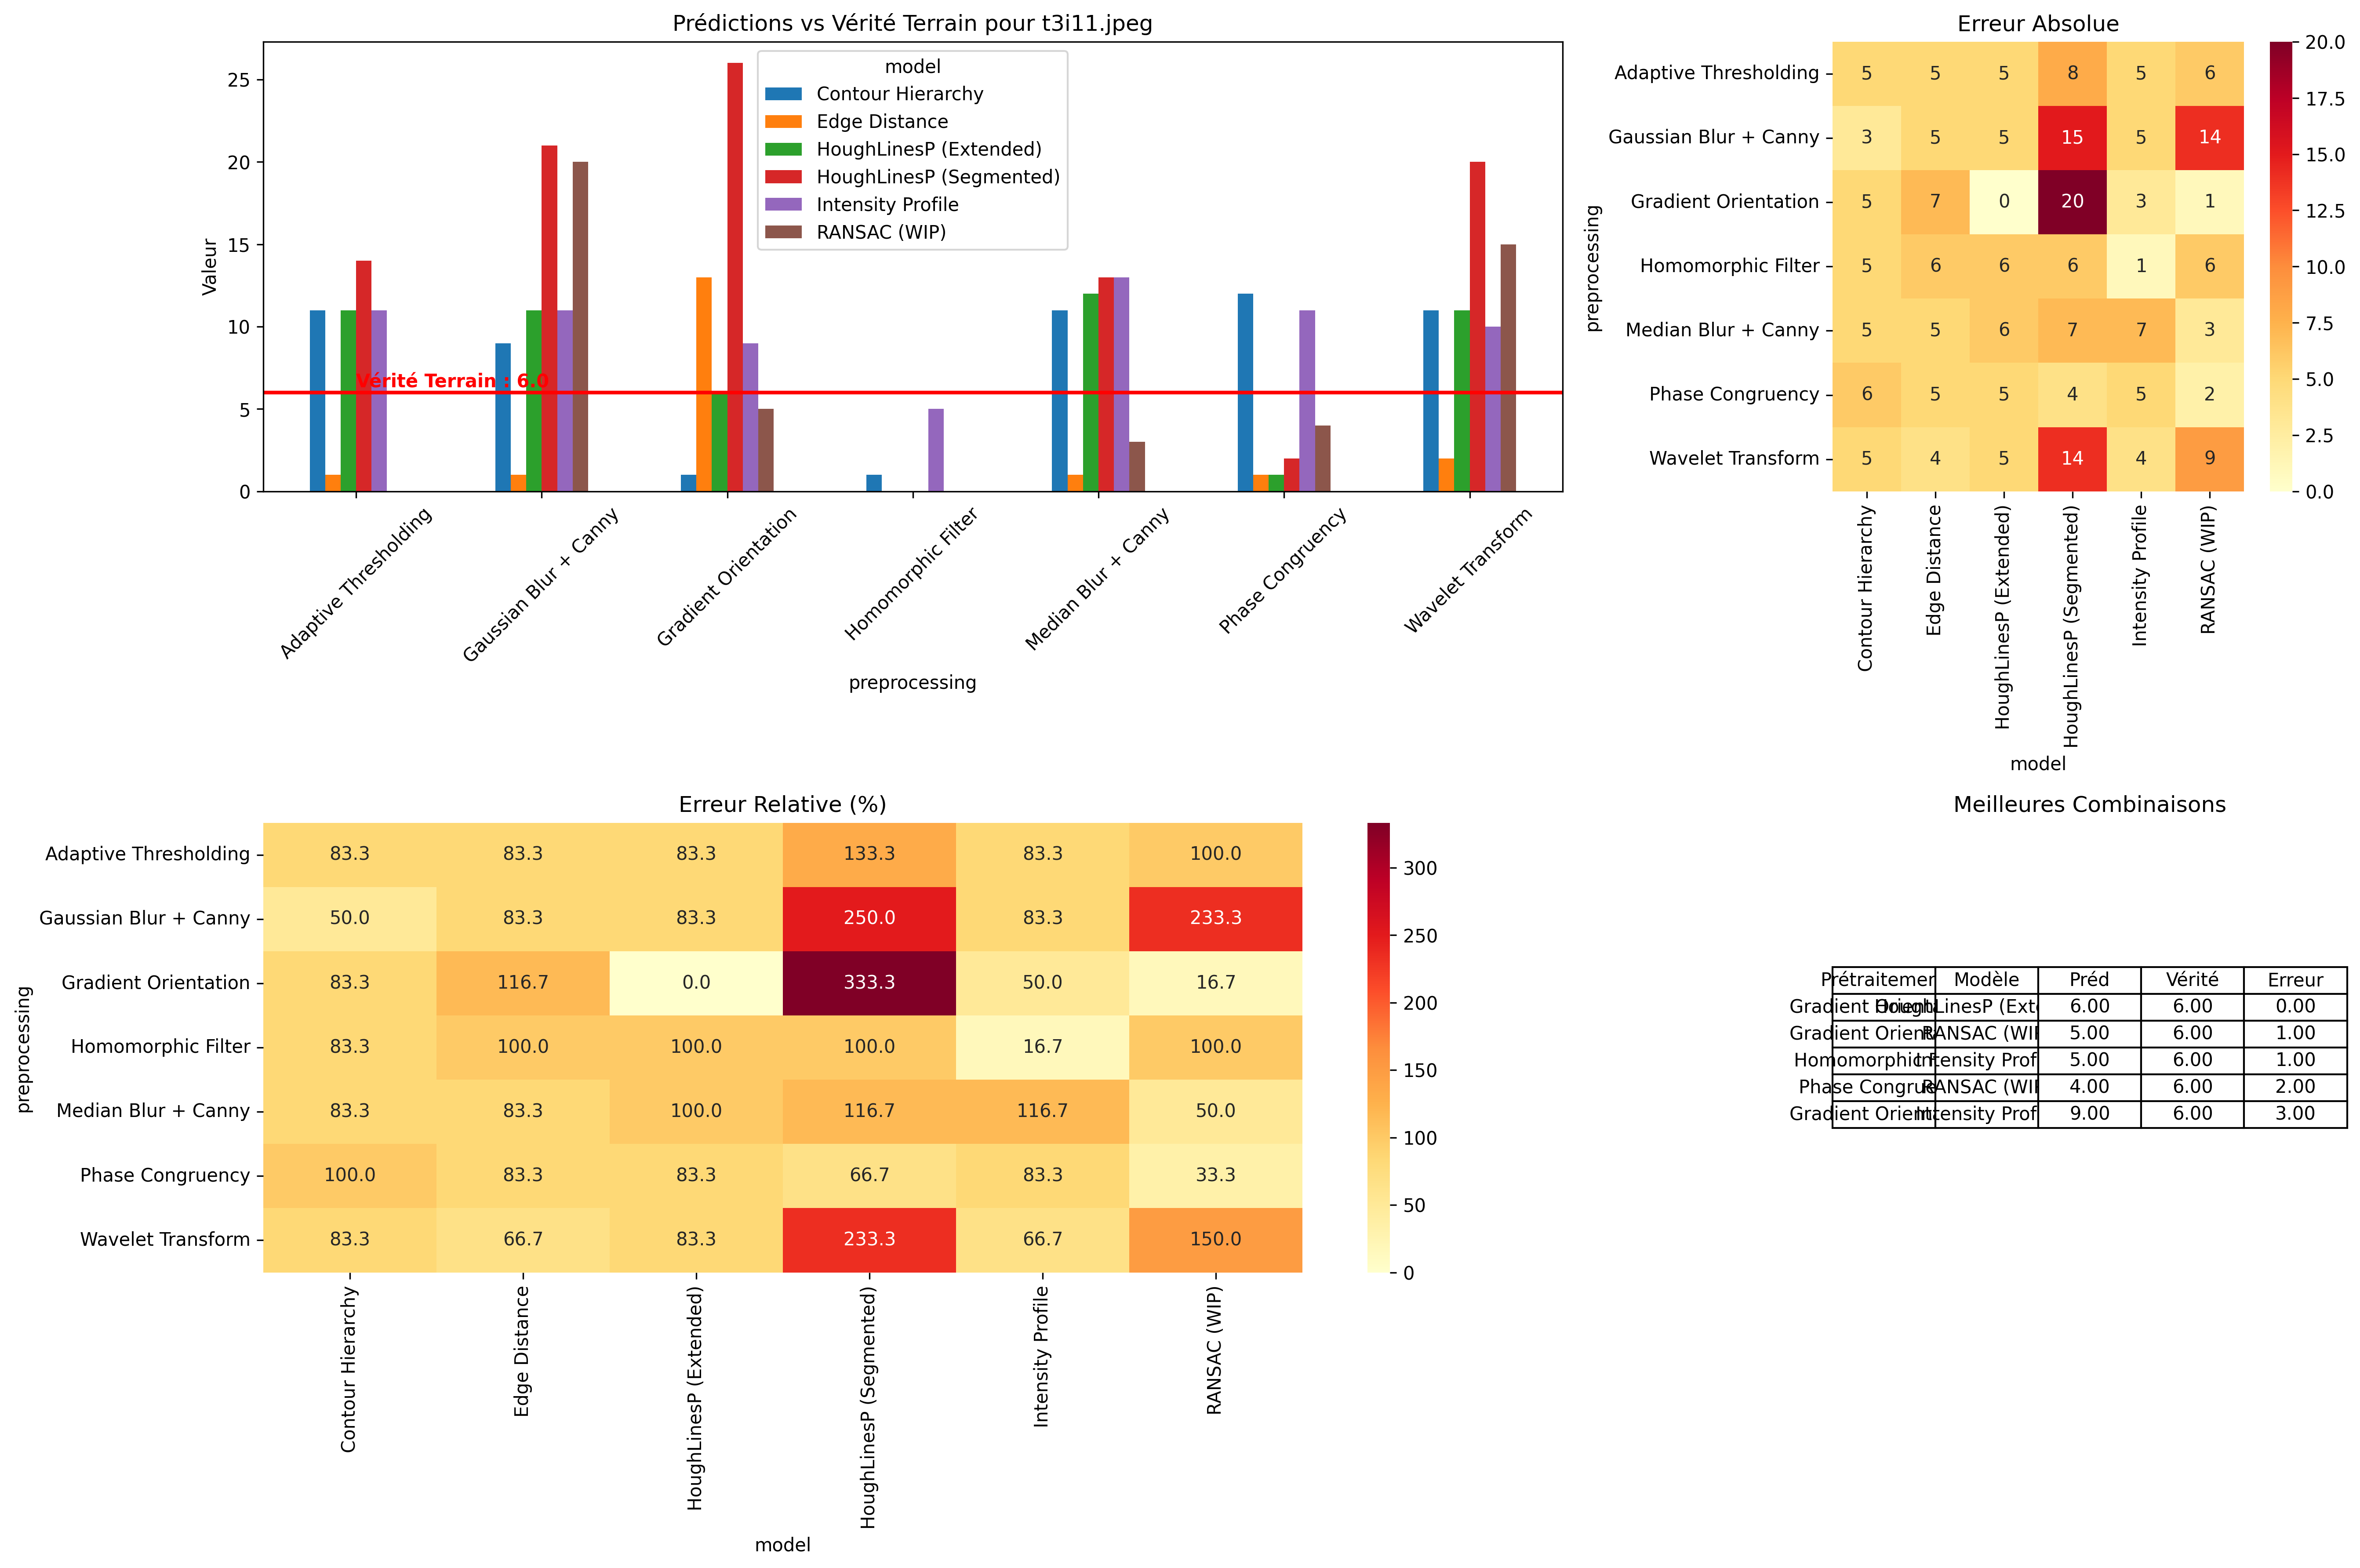 Prédictions vs Vérité Terrain pour t3i11.jpeg
Valeur
25
20
15
10
5
0
model
Contour Hierarchy
Edge Distance
HoughLinesP (Extended)
HoughLinesP (Segmented)
Intensity Profile
RANSAC (WIP)
Vérité Terrain : 6.0
Adaptive Thresholding
Gaussian Blur + Canny
Gradient Orientation
Homomorphic Filter
Median Blur + Canny
Phase Congruency
Wavelet Transform
preprocessing
Erreur Absolue
preprocessing
Adaptive Thresholding 5 5 5 8 5 6
Gaussian Blur + Canny 3 5 5 15 5 14
Gradient Orientation 5 7 0 20 3 1
Homomorphic Filter 5 6 6 6 1 6
Median Blur + Canny 5 5 6 7 7 3
Phase Congruency 6 5 5 4 5 2
Wavelet Transform 5 4 5 14 4 9
Contour Hierarchy
Edge Distance
HoughLinesP (Extended)
HoughLinesP (Segmented)
Intensity Profile
RANSAC (WIP)
model
20.0
17.5
15.0
12.5
10.0
7.5
5.0
2.5
0.0
Erreur Relative (%)
preprocessing
Adaptive Thresholding 83.3 83.3 83.3 133.3 83.3 100.0
Gaussian Blur + Canny 50.0 83.3 83.3 250.0 83.3 233.3
Gradient Orientation 83.3 116.7 0.0 333.3 50.0 16.7
Homomorphic Filter 83.3 100.0 100.0 100.0 16.7 100.0
Median Blur + Canny 83.3 83.3 100.0 116.7 116.7 50.0
Phase Congruency 100.0 83.3 83.3 66.7 83.3 33.3
Wavelet Transform 83.3 66.7 83.3 233.3 66.7 150.0
Contour Hierarchy
Edge Distance
HoughLinesP (Extended)
HoughLinesP (Segmented)
Intensity Profile
RANSAC (WIP)
model
300
250
200
150
100
50
0
Meilleures Combinaisons
Modèle Préd Vérité Erreur
Gradient 6.00 6.00 0.00
Gradient RANSAC 5.00 6.00 1.00
5.00 6.00 1.00
Phase RANSAC 4.00 6.00 2.00
Gradient 9.00 6.00 3.00